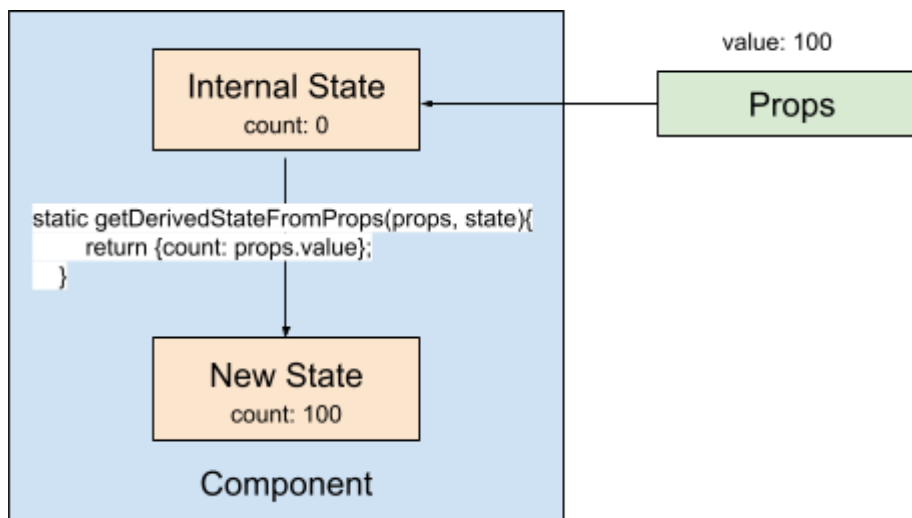 value: 100
Internal State
count: 0
Props
static getDerivedStateFromProps(props, state){
return {count: props.value};
}
New State
count: 100
Component